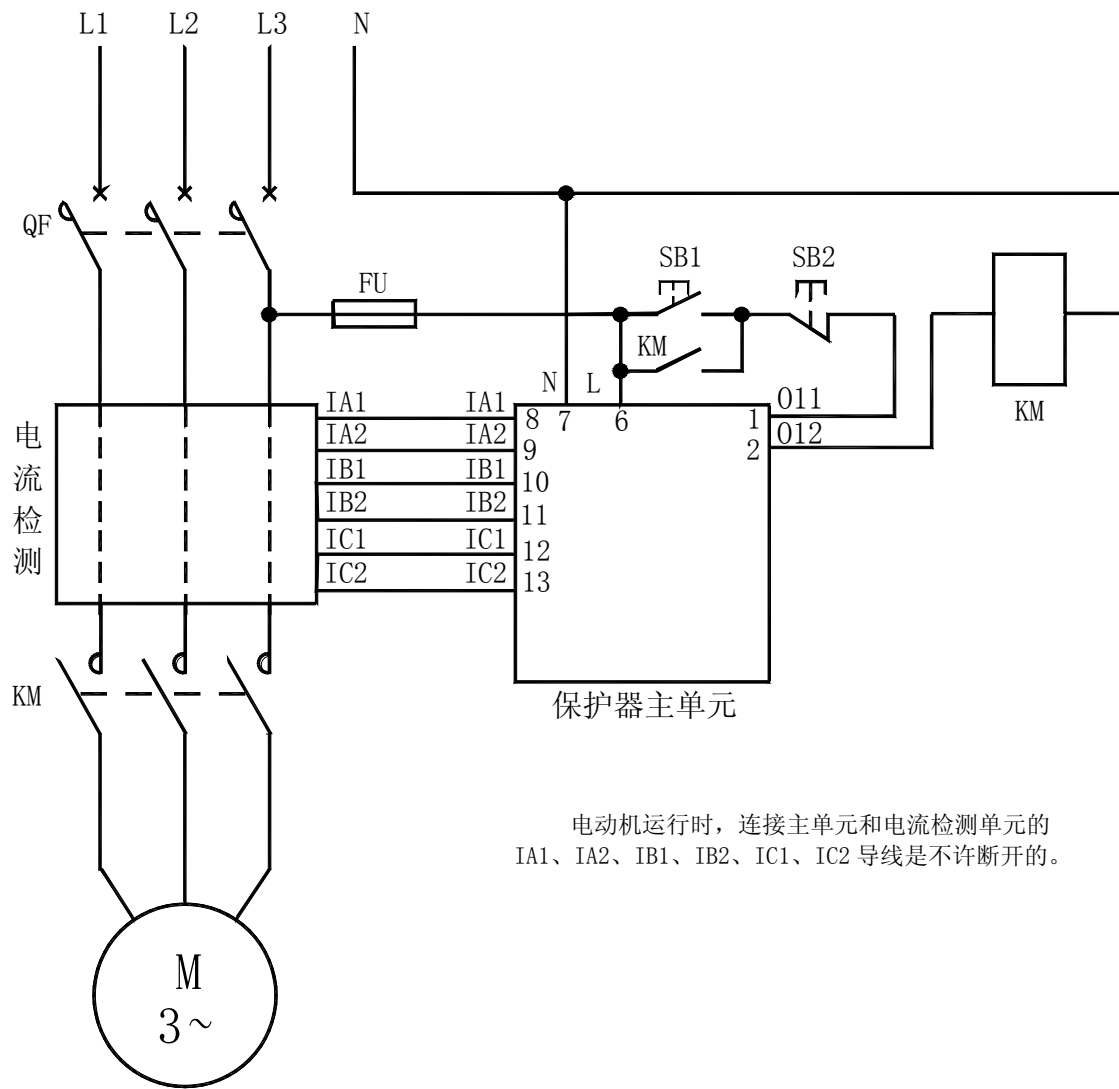 L1 L2 L3 N
QF
FU
SB1
SB2
KM
KM
N L
电流检测
IA1 IA1 8 7 6 1 O11
IA2 IA2 9 2 O12
IB1 IB1 10
IB2 IB2 11
IC1 IC1 12
IC2 IC2 13
KM
保护器主单元
电动机运行时，连接主单元和电流检测单元的
IA1、IA2、IB1、IB2、IC1、IC2 导线是不许断开的。
M
3~